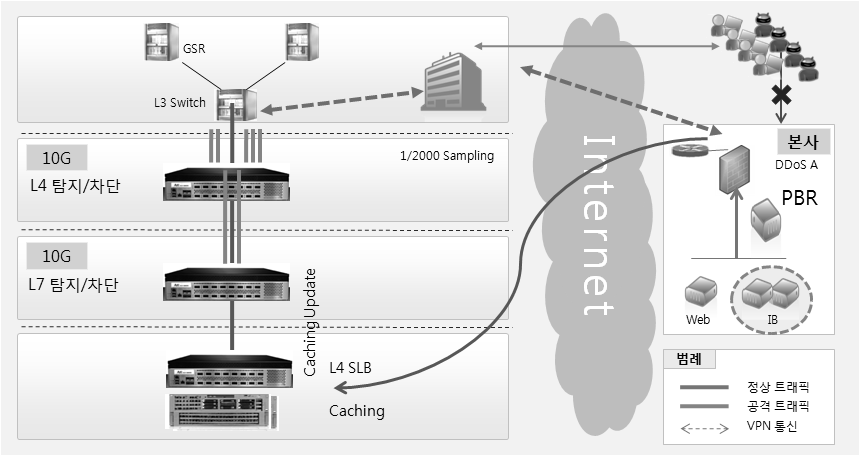 GSR
L3 Switch
10G
L4 탐지/차단
1/2000 Sampling
10G
L7 탐지/차단
Caching Update
L4 SLB
Caching
Internet
본사
DDoS A
PBR
Web
IB
범례
정상 트래픽
공격 트래픽
VPN 통신